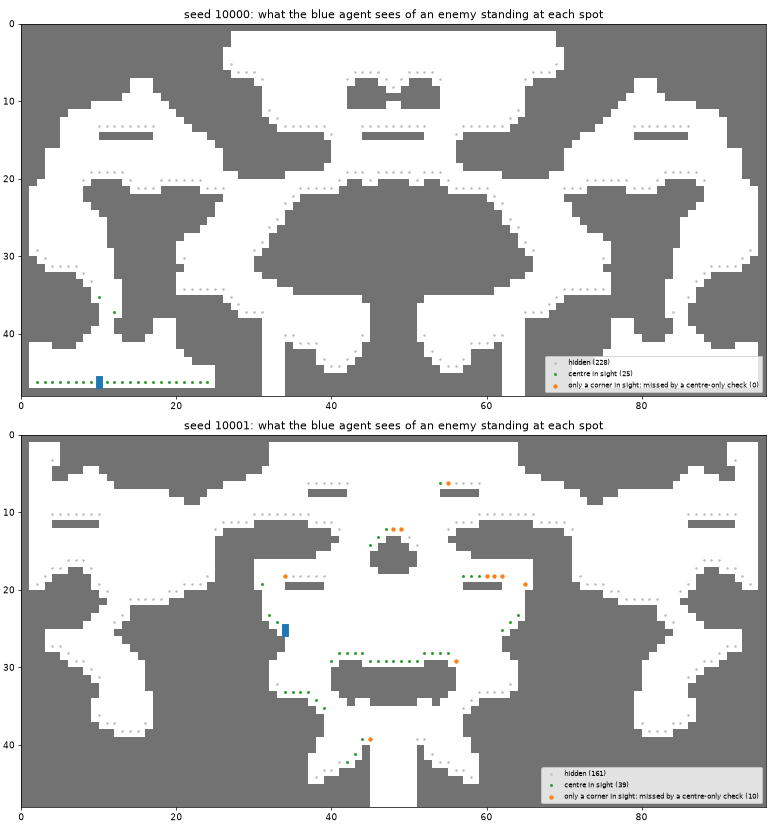 seed 10000: what the blue agent sees of an enemy standing at each spot
0
10
20
30
40
hidden (228)
centre in sight (25)
only a corner in sight: missed by a centre-only check (0)
0 20 40 60 80
seed 10001: what the blue agent sees of an enemy standing at each spot
0
10
20
30
40
hidden (161)
centre in sight (39)
only a corner in sight: missed by a centre-only check (10)
0 20 40 60 80